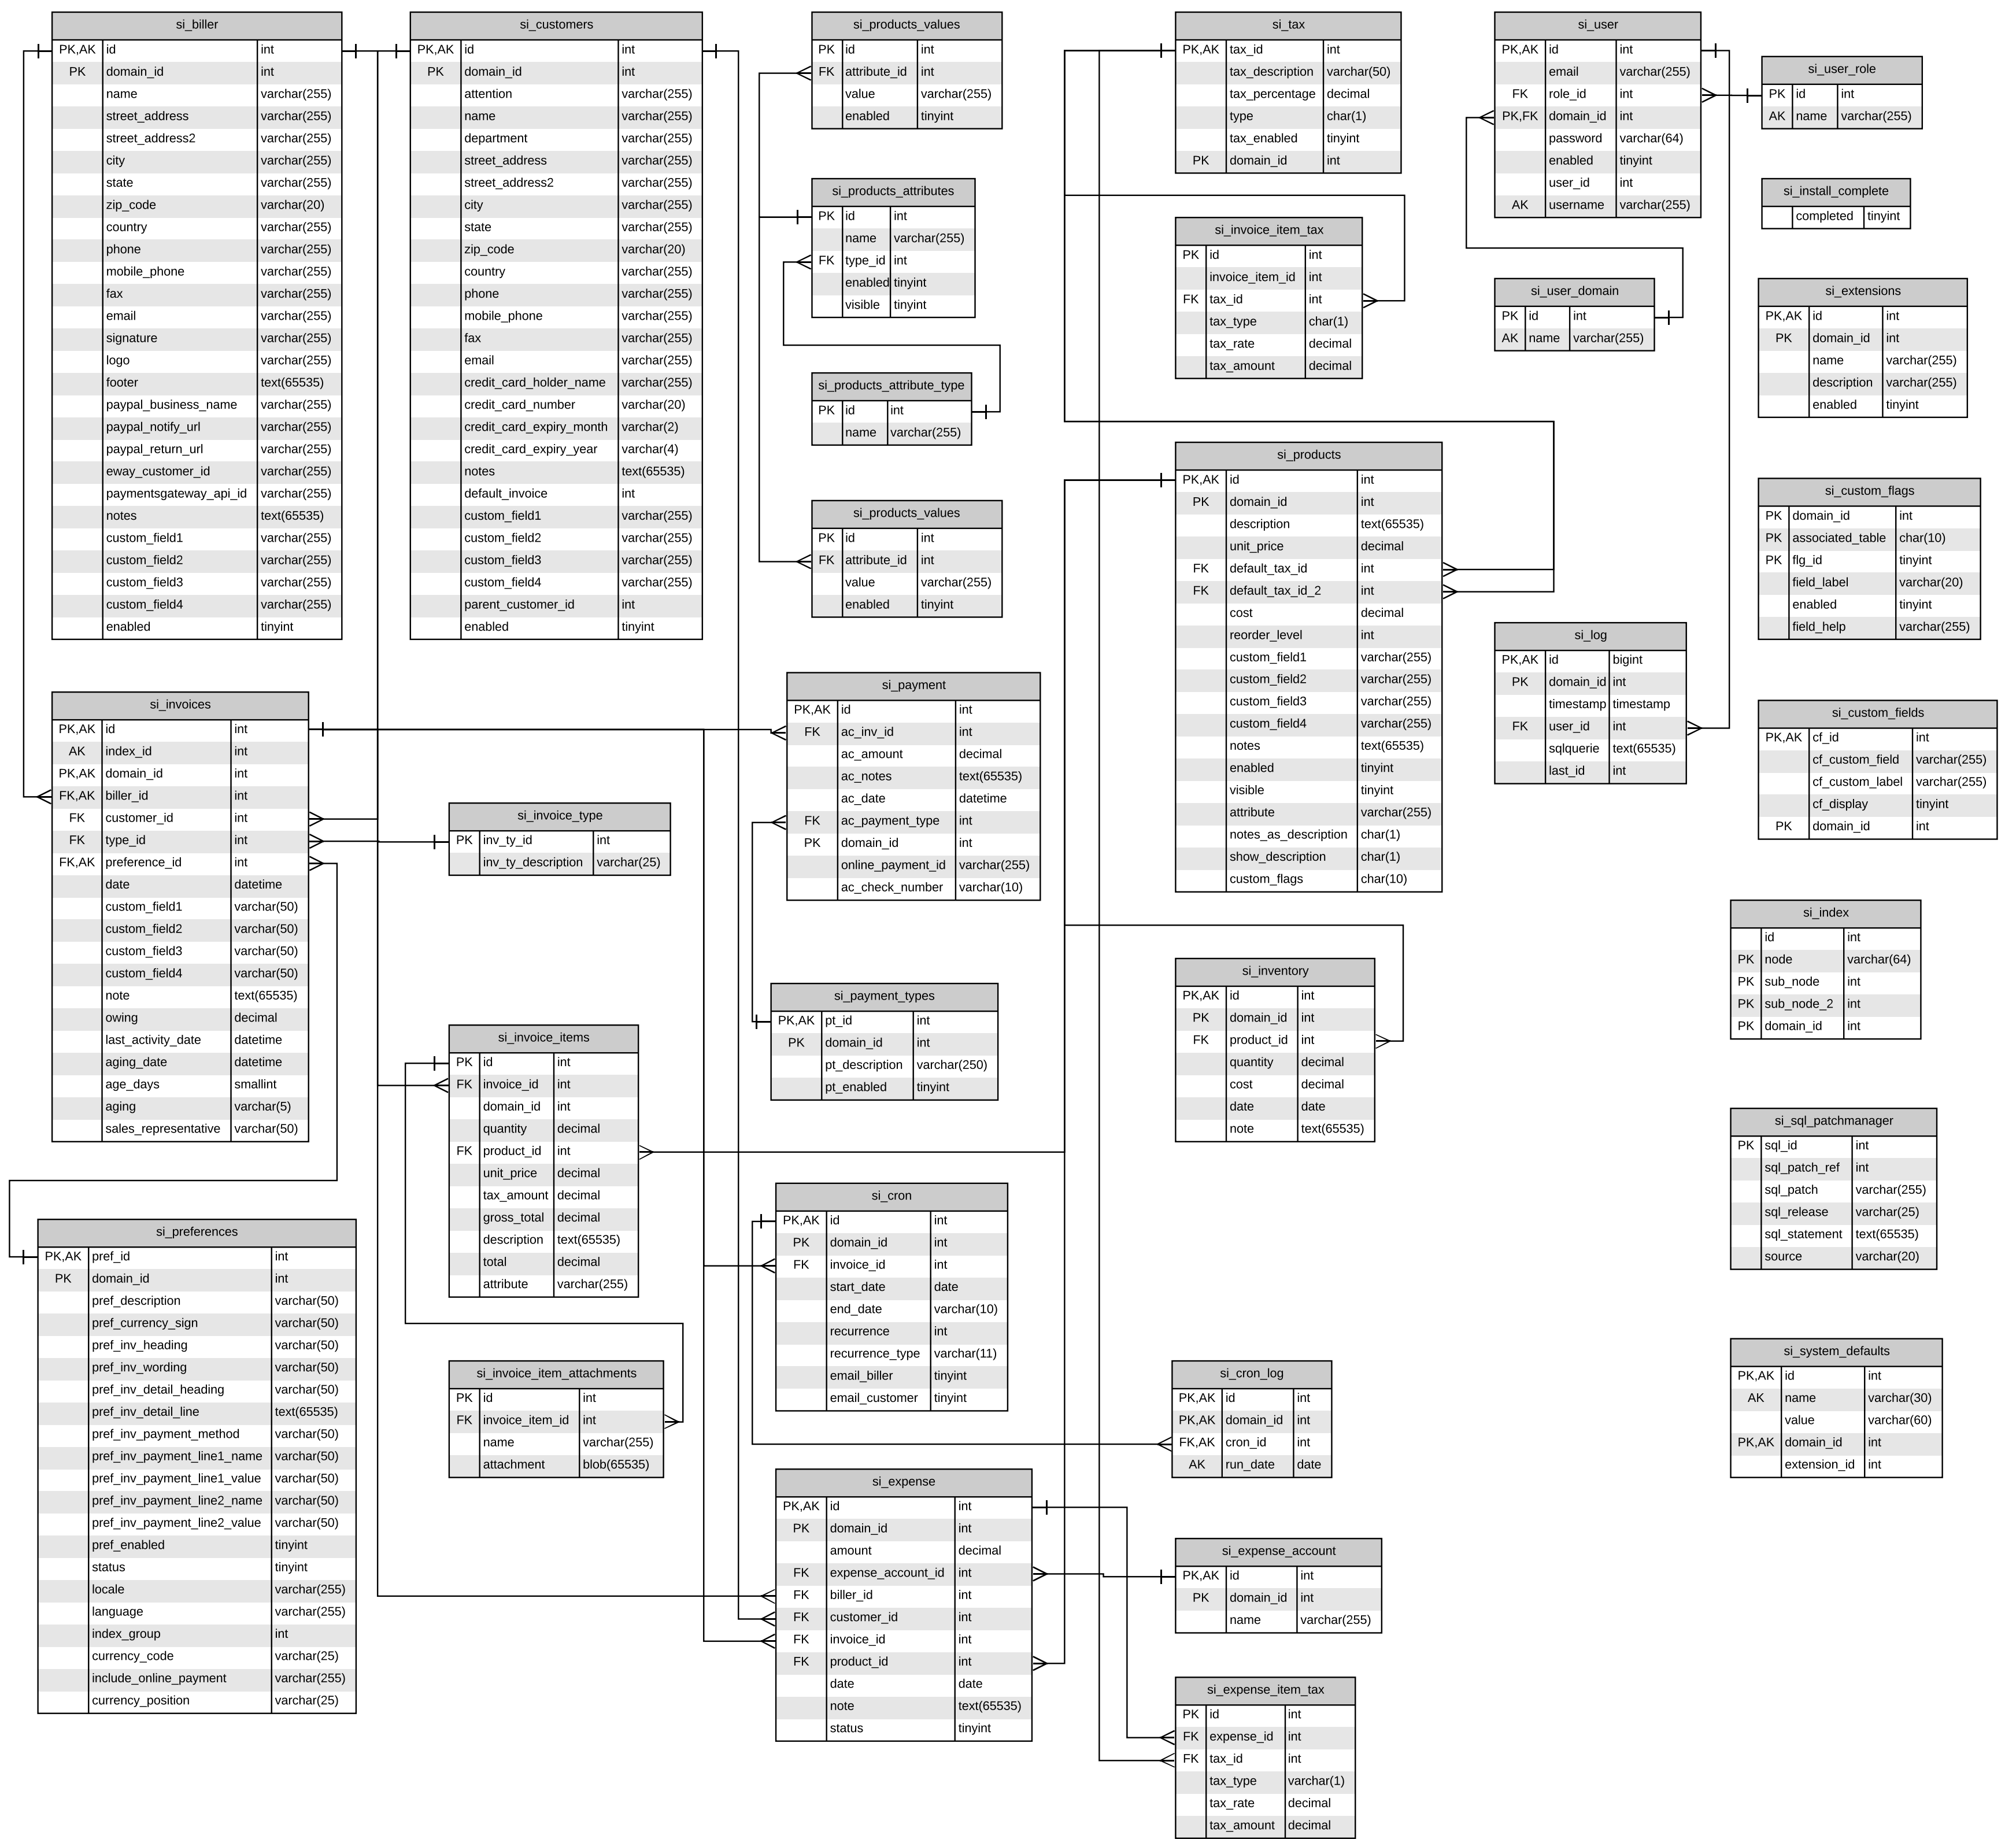 si_biller
PK,AK id int
PK domain_id int
name varchar(255)
street_address varchar(255)
street_address2 varchar(255)
city varchar(255)
state varchar(255)
zip_code varchar(20)
country varchar(255)
phone varchar(255)
mobile_phone varchar(255)
fax varchar(255)
email varchar(255)
signature varchar(255)
logo varchar(255)
footer text(65535)
paypal_business_name varchar(255)
paypal_notify_url varchar(255)
paypal_return_url varchar(255)
eway_customer_id varchar(255)
paymentsgateway_api_id varchar(255)
notes text(65535)
custom_field1 varchar(255)
custom_field2 varchar(255)
custom_field3 varchar(255)
custom_field4 varchar(255)
enabled tinyint
si_customers
PK,AK id int
PK domain_id int
attention varchar(255)
name varchar(255)
department varchar(255)
street_address varchar(255)
street_address2 varchar(255)
city varchar(255)
state varchar(255)
zip_code varchar(20)
country varchar(255)
phone varchar(255)
mobile_phone varchar(255)
fax varchar(255)
email varchar(255)
credit_card_holder_name varchar(255)
credit_card_number varchar(20)
credit_card_expiry_month varchar(2)
credit_card_expiry_year varchar(4)
notes text(65535)
default_invoice int
custom_field1 varchar(255)
custom_field2 varchar(255)
custom_field3 varchar(255)
custom_field4 varchar(255)
parent_customer_id int
enabled tinyint
si_products_values
PK id int
FK attribute_id int
value varchar(255)
enabled tinyint
si_products_attributes
PK id int
name varchar(255)
FK type_id int
enabled tinyint
visible tinyint
si_products_attribute_type
PK id int
name varchar(255)
si_products_values
PK id int
FK attribute_id int
value varchar(255)
enabled tinyint
si_tax
PK,AK tax_id int
tax_description varchar(50)
tax_percentage decimal
type char(1)
tax_enabled tinyint
PK domain_id int
si_invoice_item_tax
PK id int
invoice_item_id int
FK tax_id int
tax_type char(1)
tax_rate decimal
tax_amount decimal
si_products
PK,AK id int
PK domain_id int
description text(65535)
unit_price decimal
FK default_tax_id int
FK default_tax_id_2 int
cost decimal
reorder_level int
custom_field1 varchar(255)
custom_field2 varchar(255)
custom_field3 varchar(255)
custom_field4 varchar(255)
notes text(65535)
enabled tinyint
visible tinyint
attribute varchar(255)
notes_as_description char(1)
show_description char(1)
custom_flags char(10)
si_user
PK,AK id int
email varchar(255)
FK role_id int
PK,FK domain_id int
password varchar(64)
enabled tinyint
user_id int
AK username varchar(255)
si_user_domain
PK id int
AK name varchar(255)
si_log
PK,AK id bigint
PK domain_id int
timestamp timestamp
FK user_id int
sqlquerie text(65535)
last_id int
si_user_role
PK id int
AK name varchar(255)
si_install_complete
completed tinyint
si_extensions
PK,AK id int
PK domain_id int
name varchar(255)
description varchar(255)
enabled tinyint
si_custom_flags
PK domain_id int
PK associated_table char(10)
PK flg_id tinyint
field_label varchar(20)
enabled tinyint
field_help varchar(255)
si_custom_fields
PK,AK cf_id int
cf_custom_field varchar(255)
cf_custom_label varchar(255)
cf_display tinyint
PK domain_id int
si_invoices
PK,AK id int
AK index_id int
PK,AK domain_id int
FK,AK biller_id int
FK customer_id int
FK type_id int
FK,AK preference_id int
date datetime
custom_field1 varchar(50)
custom_field2 varchar(50)
custom_field3 varchar(50)
custom_field4 varchar(50)
note text(65535)
owing decimal
last_activity_date datetime
aging_date datetime
age_days smallint
aging varchar(5)
sales_representative varchar(50)
si_invoice_type
PK inv_ty_id int
inv_ty_description varchar(25)
si_payment
PK,AK id int
FK ac_inv_id int
ac_amount decimal
ac_notes text(65535)
ac_date datetime
FK ac_payment_type int
PK domain_id int
online_payment_id varchar(255)
ac_check_number varchar(10)
si_payment_types
PK,AK pt_id int
PK domain_id int
pt_description varchar(250)
pt_enabled tinyint
si_inventory
PK,AK id int
PK domain_id int
FK product_id int
quantity decimal
cost decimal
date date
note text(65535)
si_index
id int
PK node varchar(64)
PK sub_node int
PK sub_node_2 int
PK domain_id int
si_invoice_items
PK id int
FK invoice_id int
domain_id int
quantity decimal
FK product_id int
unit_price decimal
tax_amount decimal
gross_total decimal
description text(65535)
total decimal
attribute varchar(255)
si_sql_patchmanager
PK sql_id int
sql_patch_ref int
sql_patch varchar(255)
sql_release varchar(25)
sql_statement text(65535)
source varchar(20)
si_cron
PK,AK id int
PK domain_id int
FK invoice_id int
start_date date
end_date varchar(10)
recurrence int
recurrence_type varchar(11)
email_biller tinyint
email_customer tinyint
si_preferences
PK,AK pref_id int
PK domain_id int
pref_description varchar(50)
pref_currency_sign varchar(50)
pref_inv_heading varchar(50)
pref_inv_wording varchar(50)
pref_inv_detail_heading varchar(50)
pref_inv_detail_line text(65535)
pref_inv_payment_method varchar(50)
pref_inv_payment_line1_name varchar(50)
pref_inv_payment_line1_value varchar(50)
pref_inv_payment_line2_name varchar(50)
pref_inv_payment_line2_value varchar(50)
pref_enabled tinyint
status tinyint
locale varchar(255)
language varchar(255)
index_group int
currency_code varchar(25)
include_online_payment varchar(255)
currency_position varchar(25)
si_invoice_item_attachments
PK id int
FK invoice_item_id int
name varchar(255)
attachment blob(65535)
si_cron_log
PK,AK id int
PK,AK domain_id int
FK,AK cron_id int
AK run_date date
si_system_defaults
PK,AK id int
AK name varchar(30)
value varchar(60)
PK,AK domain_id int
extension_id int
si_expense
PK,AK id int
PK domain_id int
amount decimal
FK expense_account_id int
FK biller_id int
FK customer_id int
FK invoice_id int
FK product_id int
date date
note text(65535)
status tinyint
si_expense_account
PK,AK id int
PK domain_id int
name varchar(255)
si_expense_item_tax
PK id int
FK expense_id int
FK tax_id int
tax_type varchar(1)
tax_rate decimal
tax_amount decimal